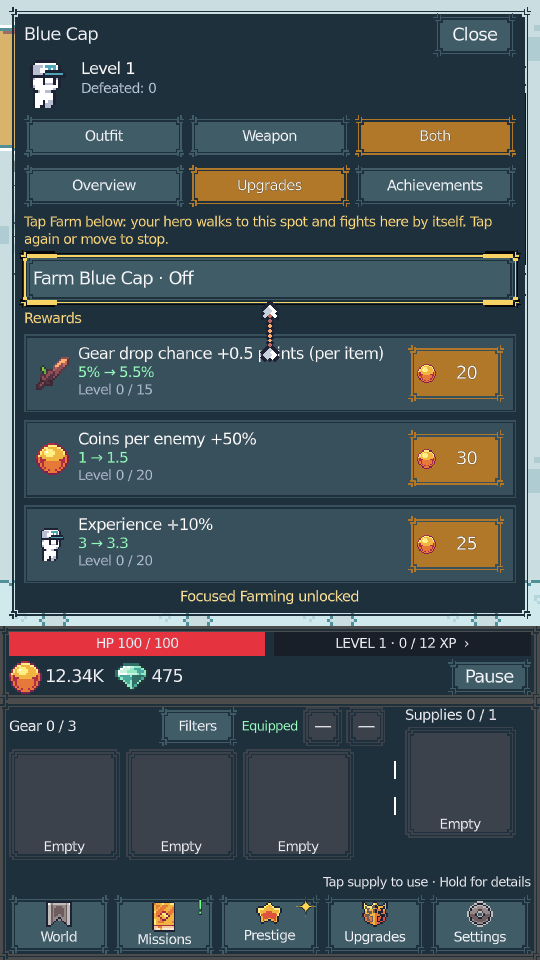 Blue Cap
Close
Level 1
Defeated: 0
Outfit
Weapon
Both
Overview
Upgrades
Achievements
Tap Farm below: your hero walks to this spot and fights here by itself. Tap
again or move to stop.
Farm Blue Cap · Off
Rewards
Gear drop chance +0.5 (per item)
5% → 5.5%
Level 0 / 15
20
Coins per enemy +50%
1 → 1.5
Level 0 / 20
30
Experience +10%
3 → 3.3
Level 0 / 20
25
Focused Farming unlocked
HP 100 / 100
LEVEL 1 · 0 / 12 XP ›
12.34K
475
Pause
Gear 0 / 3
Filters
Equipped
—
—
Supplies 0 / 1
Empty
Empty
Empty
Empty
Tap supply to use · Hold for details
World
Missions
!
Prestige
Upgrades
Settings